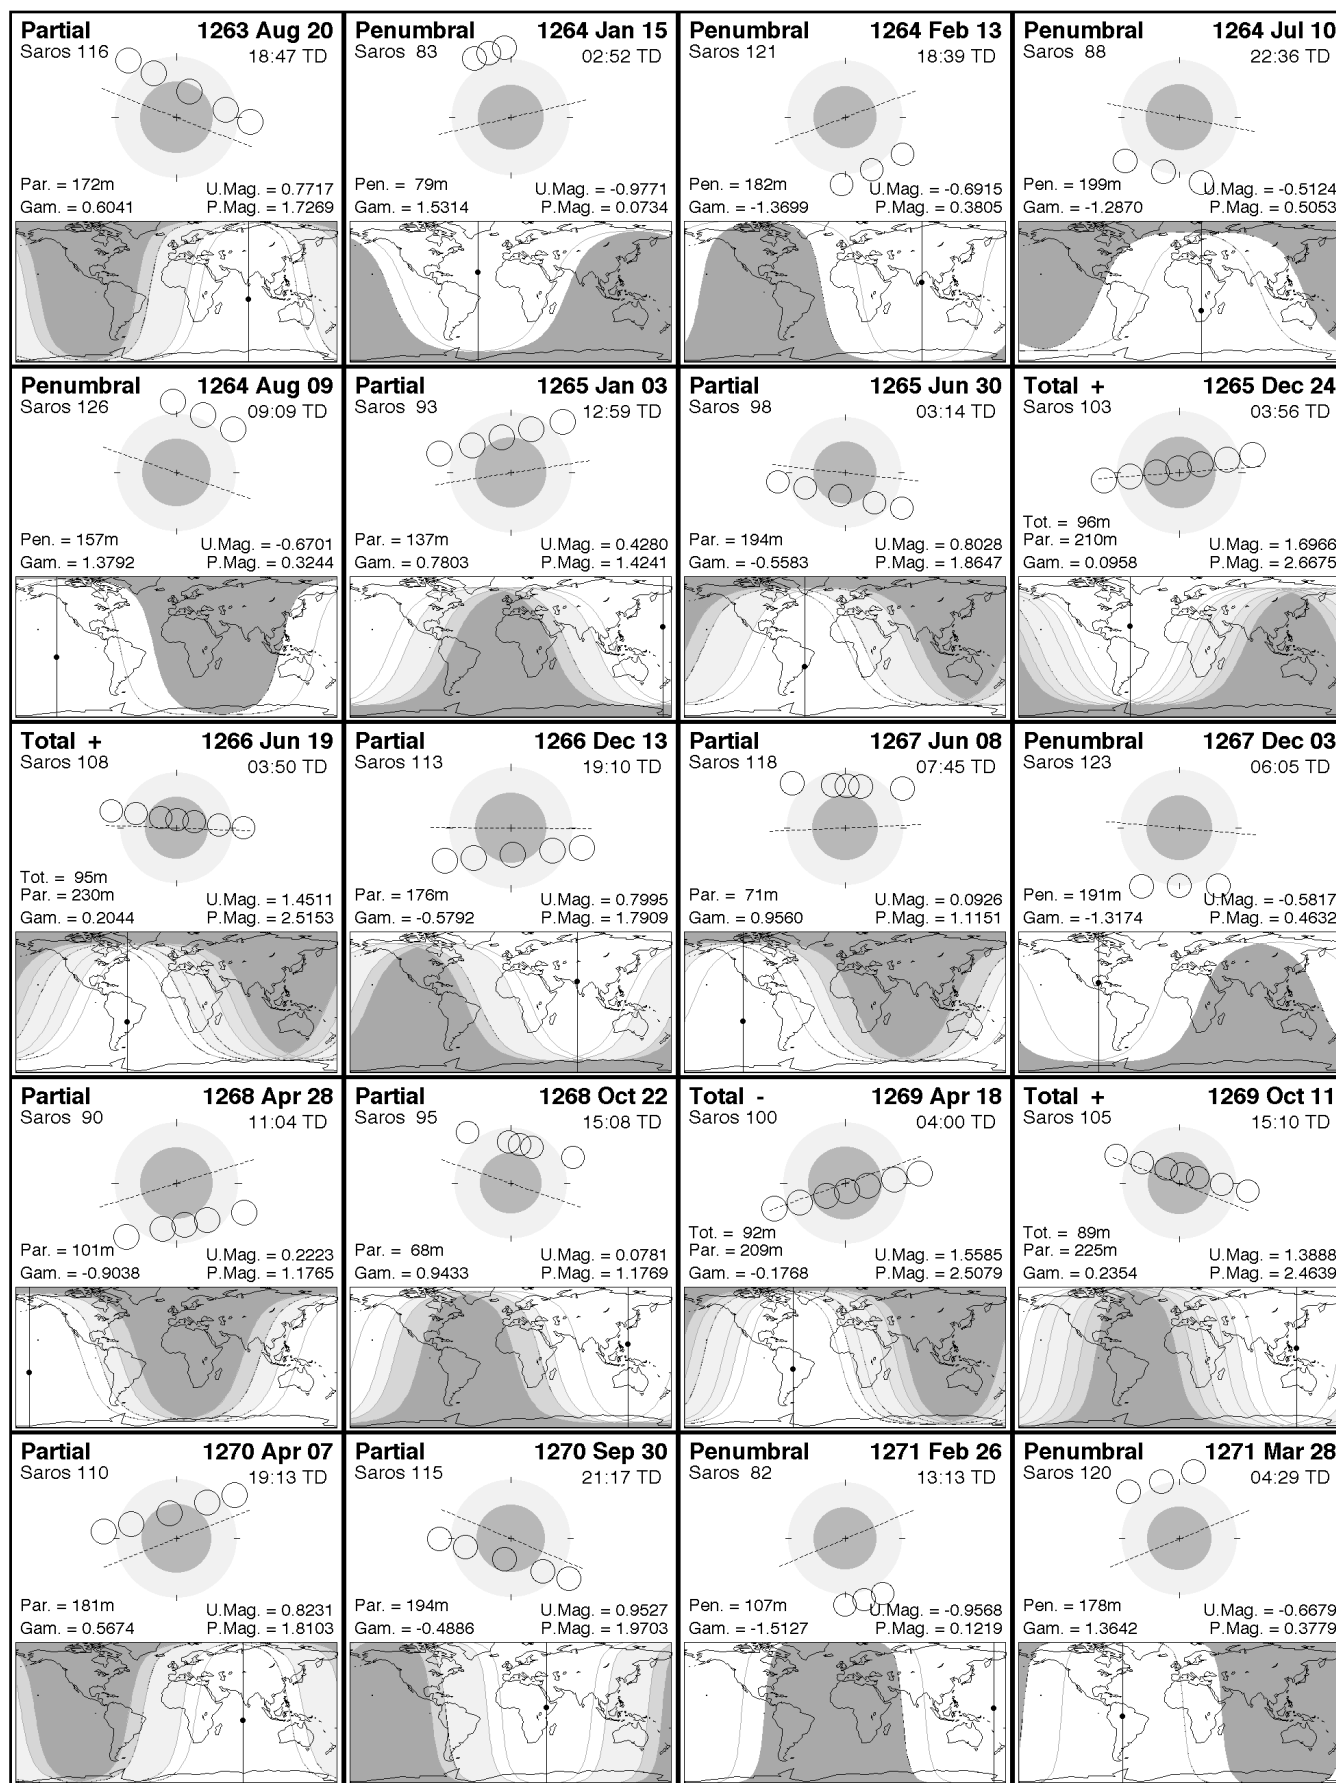 Partial 1263 Aug 20
Saros 116 18:47 TD
Par. = 172m U.Mag. = 0.7717
Gam. = 0.6041 P.Mag. = 1.7269
Penumbral 1264 Jan 15
Saros 83 02:52 TD
Pen. = 79m U.Mag. = -0.9771
Gam. = 1.5314 P.Mag. = 0.0734
Penumbral 1264 Feb 13
Saros 121 18:39 TD
Pen. = 182m U.Mag. = -0.6915
Gam. = -1.3699 P.Mag. = 0.3805
Penumbral 1264 Jul 10
Saros 88 22:36 TD
Pen. = 199m U.Mag. = -0.5124
Gam. = -1.2870 P.Mag. = 0.5053
Penumbral 1264 Aug 09
Saros 126 09:09 TD
Pen. = 157m U.Mag. = -0.6701
Gam. = 1.3792 P.Mag. = 0.3244
Partial 1265 Jan 03
Saros 93 12:59 TD
Par. = 137m U.Mag. = 0.4280
Gam. = 0.7803 P.Mag. = 1.4241
Partial 1265 Jun 30
Saros 98 03:14 TD
Par. = 194m U.Mag. = 0.8028
Gam. = -0.5583 P.Mag. = 1.8647
Total + 1265 Dec 24
Saros 103 03:56 TD
Tot. = 96m
Par. = 210m U.Mag. = 1.6966
Gam. = 0.0958 P.Mag. = 2.6675
Total + 1266 Jun 19
Saros 108 03:50 TD
Tot. = 95m
Par. = 230m U.Mag. = 1.4511
Gam. = 0.2044 P.Mag. = 2.5153
Partial 1266 Dec 13
Saros 113 19:10 TD
Par. = 176m U.Mag. = 0.7995
Gam. = -0.5792 P.Mag. = 1.7909
Partial 1267 Jun 08
Saros 118 07:45 TD
Par. = 71m U.Mag. = 0.0926
Gam. = 0.9560 P.Mag. = 1.1151
Penumbral 1267 Dec 03
Saros 123 06:05 TD
Pen. = 191m U.Mag. = -0.5817
Gam. = -1.3174 P.Mag. = 0.4632
Partial 1268 Apr 28
Saros 90 11:04 TD
Par. = 101m U.Mag. = 0.2223
Gam. = -0.9038 P.Mag. = 1.1765
Partial 1268 Oct 22
Saros 95 15:08 TD
Par. = 68m U.Mag. = 0.0781
Gam. = 0.9433 P.Mag. = 1.1769
Total - 1269 Apr 18
Saros 100 04:00 TD
Tot. = 92m
Par. = 209m U.Mag. = 1.5585
Gam. = -0.1768 P.Mag. = 2.5079
Total + 1269 Oct 11
Saros 105 15:10 TD
Tot. = 89m
Par. = 225m U.Mag. = 1.3888
Gam. = 0.2354 P.Mag. = 2.4639
Partial 1270 Apr 07
Saros 110 19:13 TD
Par. = 181m U.Mag. = 0.8231
Gam. = 0.5674 P.Mag. = 1.8103
Partial 1270 Sep 30
Saros 115 21:17 TD
Par. = 194m U.Mag. = 0.9527
Gam. = -0.4886 P.Mag. = 1.9703
Penumbral 1271 Feb 26
Saros 82 13:13 TD
Pen. = 107m U.Mag. = -0.9568
Gam. = -1.5127 P.Mag. = 0.1219
Penumbral 1271 Mar 28
Saros 120 04:29 TD
Pen. = 178m U.Mag. = -0.6679
Gam. = 1.3642 P.Mag. = 0.3779